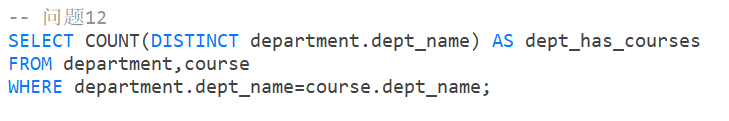 -- 问题12
SELECT COUNT(DISTINCT department.dept_name) AS dept_has_courses
FROM department,course
WHERE department.dept_name=course.dept_name;